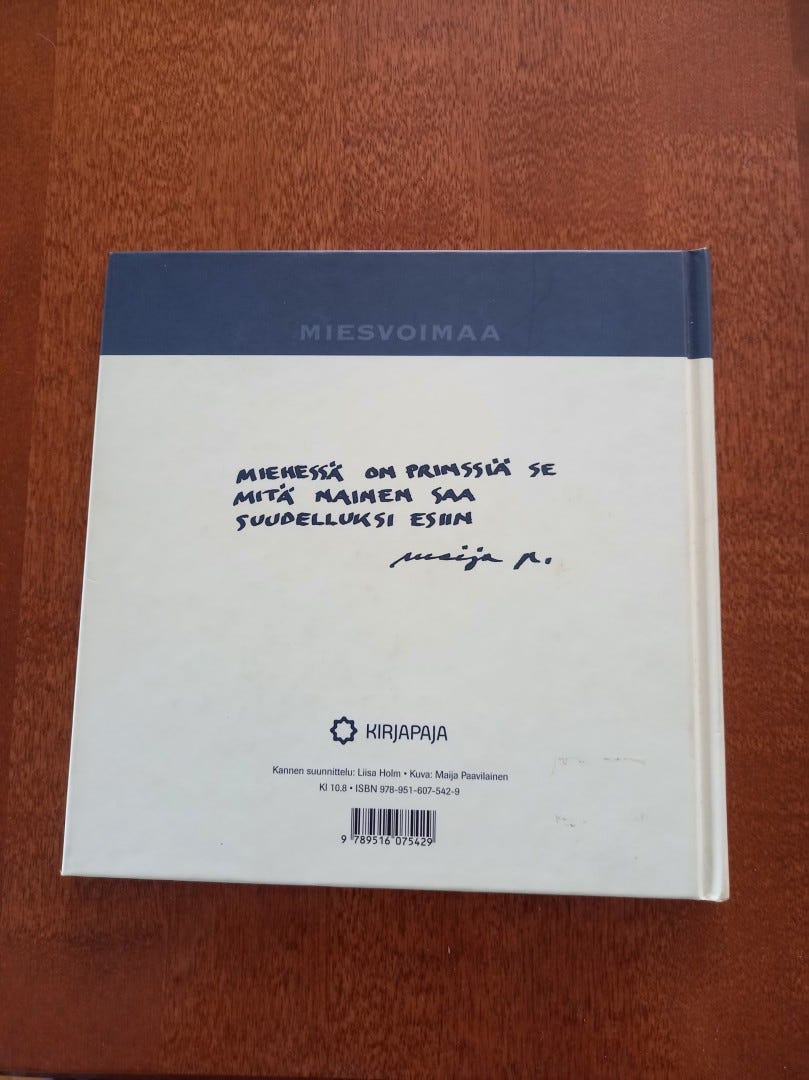 MIESVOIMAA
MIEHESSÄ ON PRINSSIÄ SE
MITÄ NAINEN SAA
SUUDELLUKSI ESIIN
maija p.
KIRJAPAJA
Kannen suunnittelu: Liisa Holm • Kuva: Maija Paavilainen
Kl 10.8 • ISBN 978-951-607-542-9
9 789516 075429